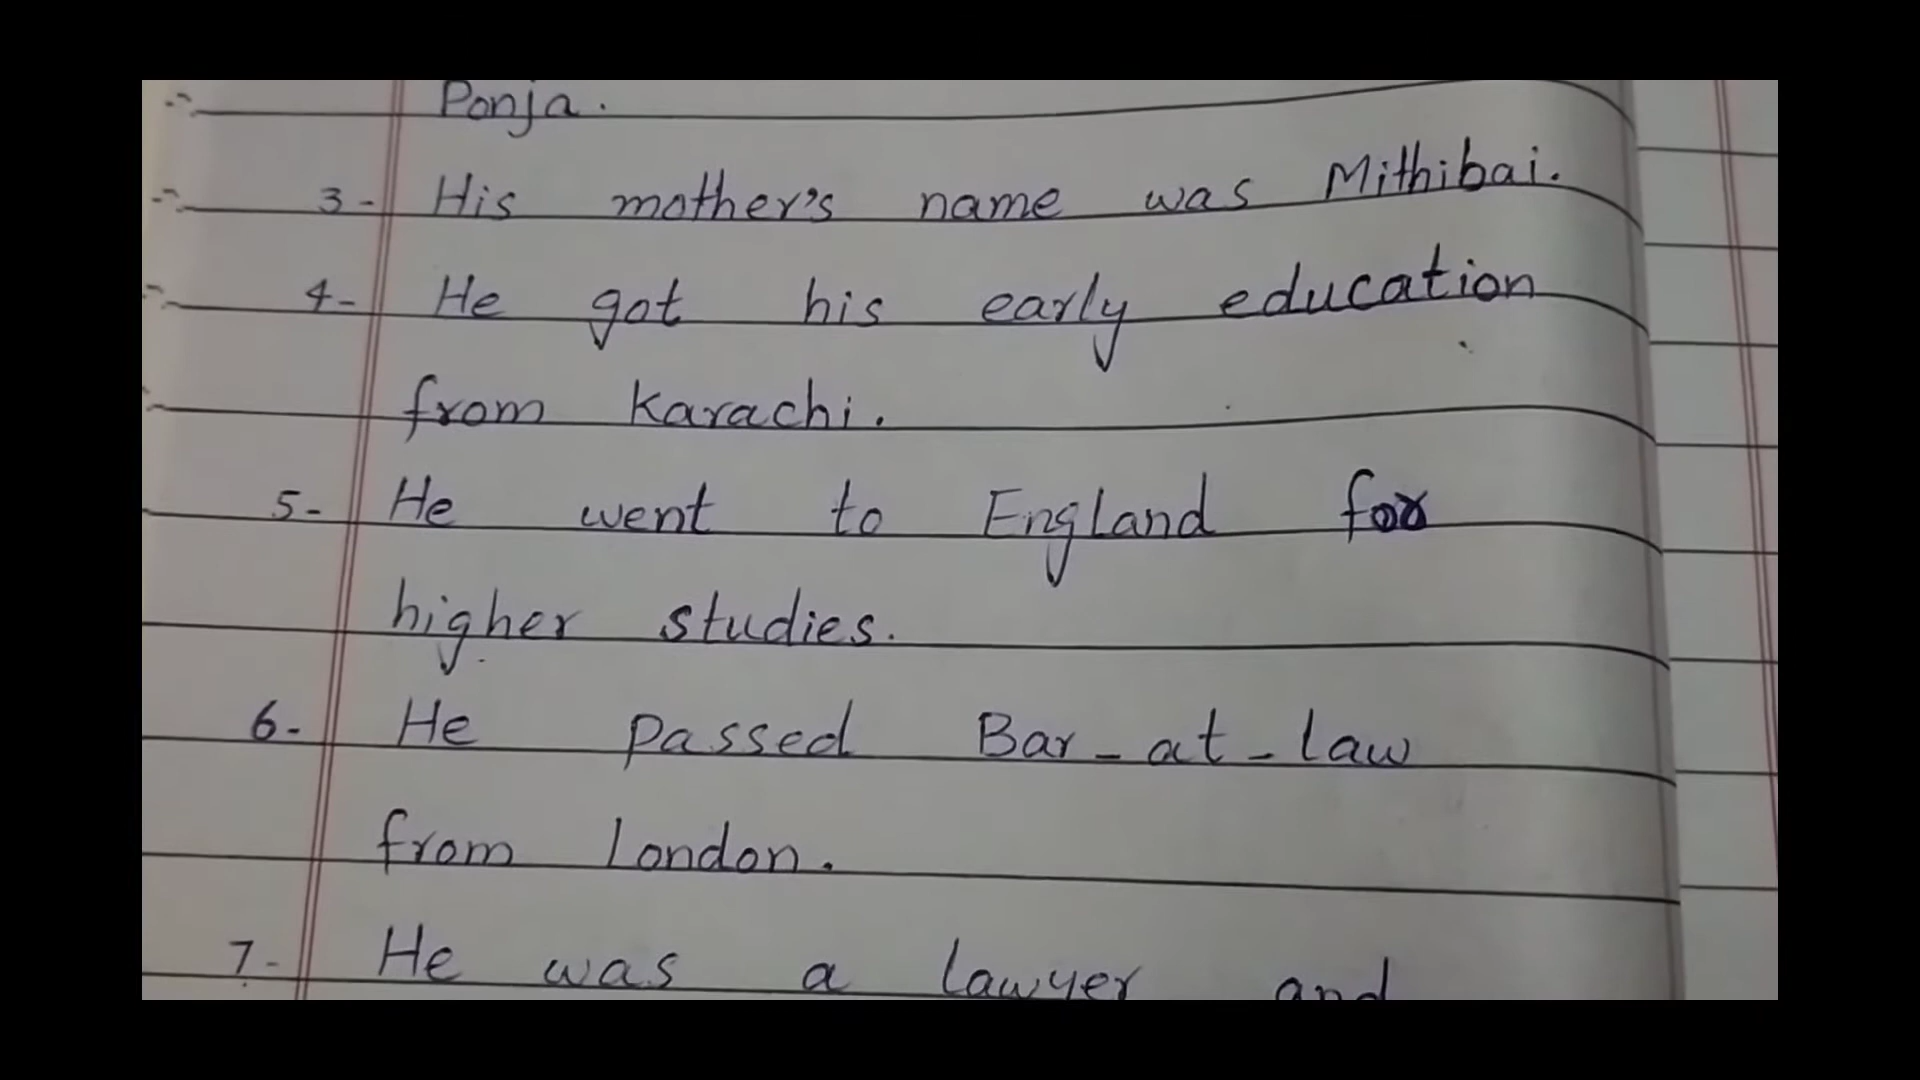 Ponja.
3- His mother's name was Mithibai.
4- He got his early education
from Karachi.
5- He went to England for
higher studies.
6- He passed Bar-at-law
from London.
7- He was a lawyer and